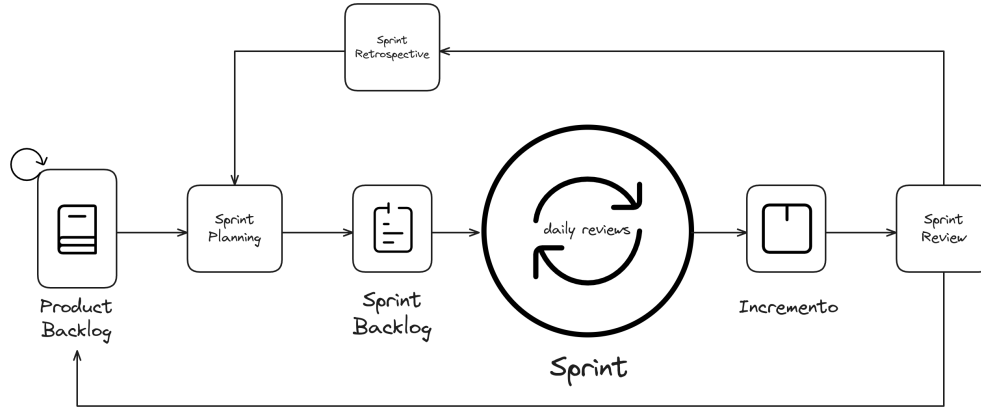 Sprint
Retrospective
Sprint
Planning
daily reviews
Sprint
Review
Product
Backlog
Sprint
Backlog
Incremento
Sprint